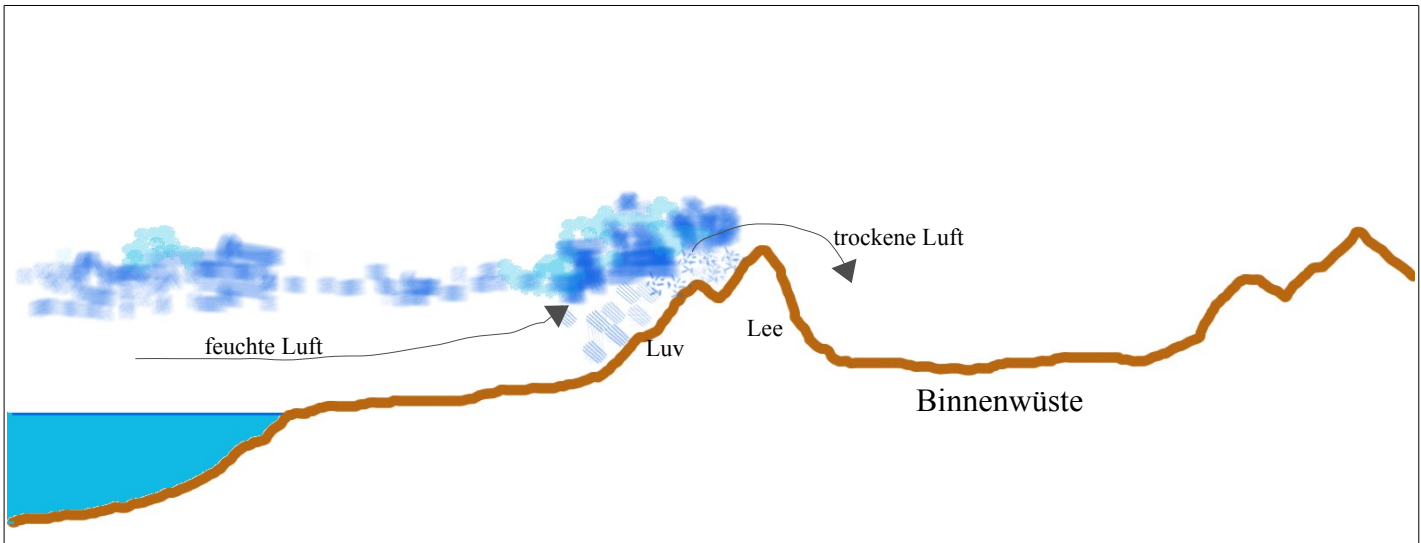 trockene Luft
feuchte Luft
Luv
Lee
Binnenwüste